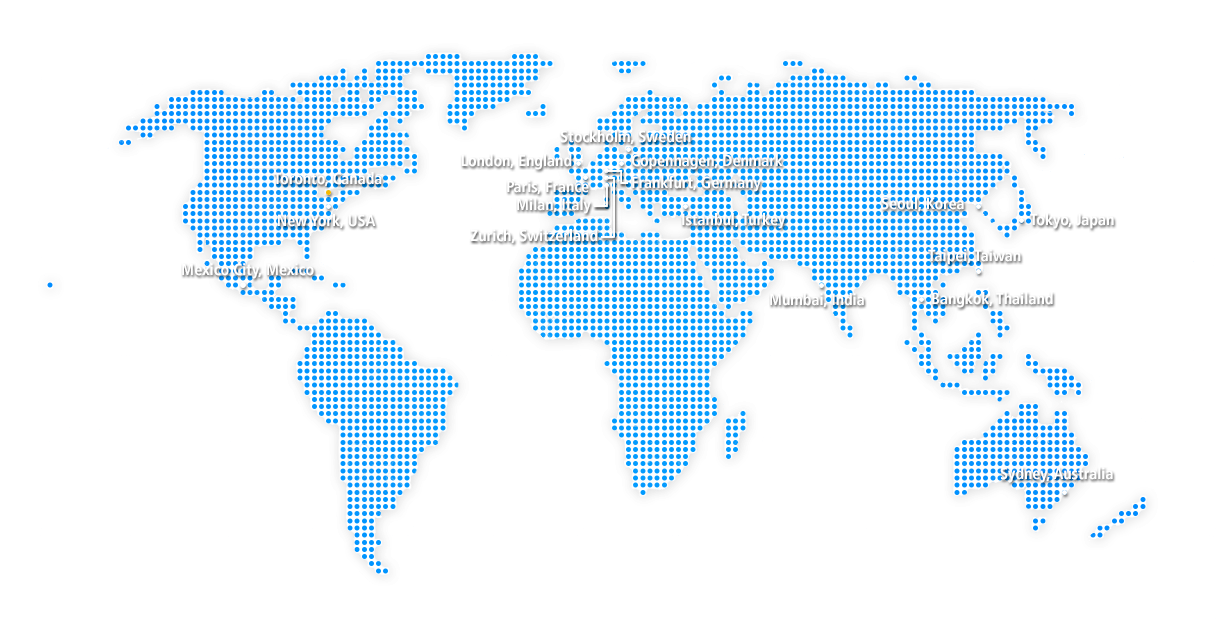 Stockholm, Sweden
London, England
Copenhagen, Denmark
Toronto, Canada
Paris, France
Frankfurt, Germany
Milan, Italy
Seoul, Korea
New York, USA
Istanbul, Turkey
Tokyo, Japan
Zurich, Switzerland
Taipei, Taiwan
Mexico City, Mexico
Mumbai, India
Bangkok, Thailand
Sydney, Australia